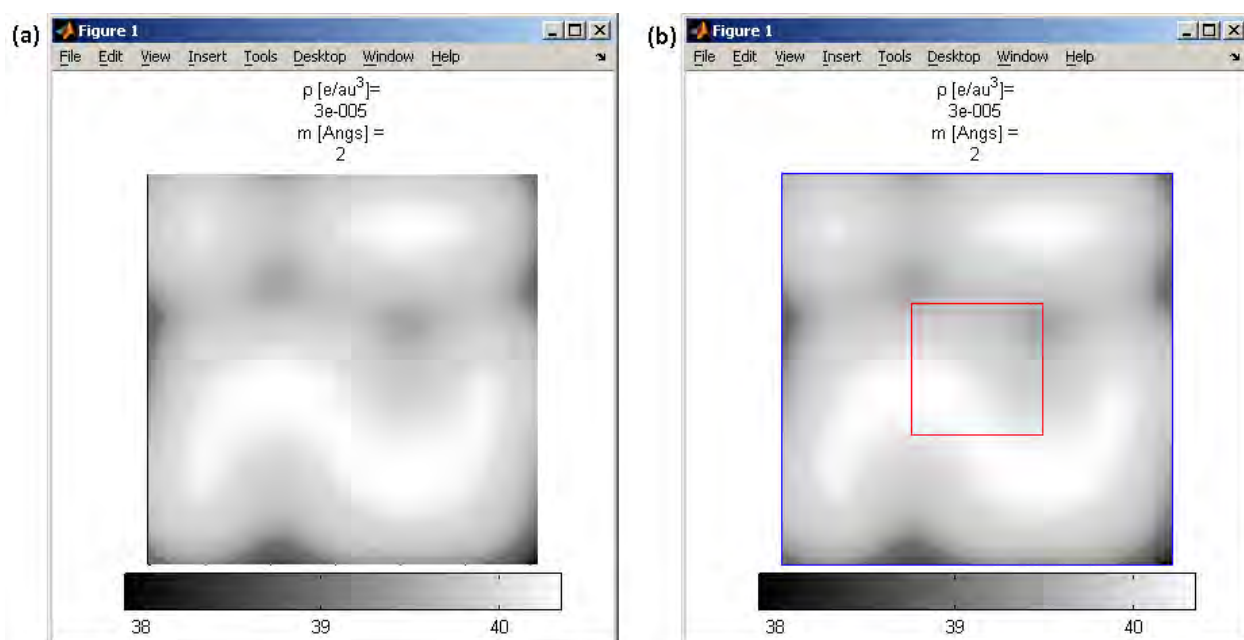 (a)
Figure 1
File Edit View Insert Tools Desktop Window Help
ρ [e/au³]=
3e-005
m [Angs] =
2
38 39 40
(b)
Figure 1
File Edit View Insert Tools Desktop Window Help
ρ [e/au³]=
3e-005
m [Angs] =
2
38 39 40